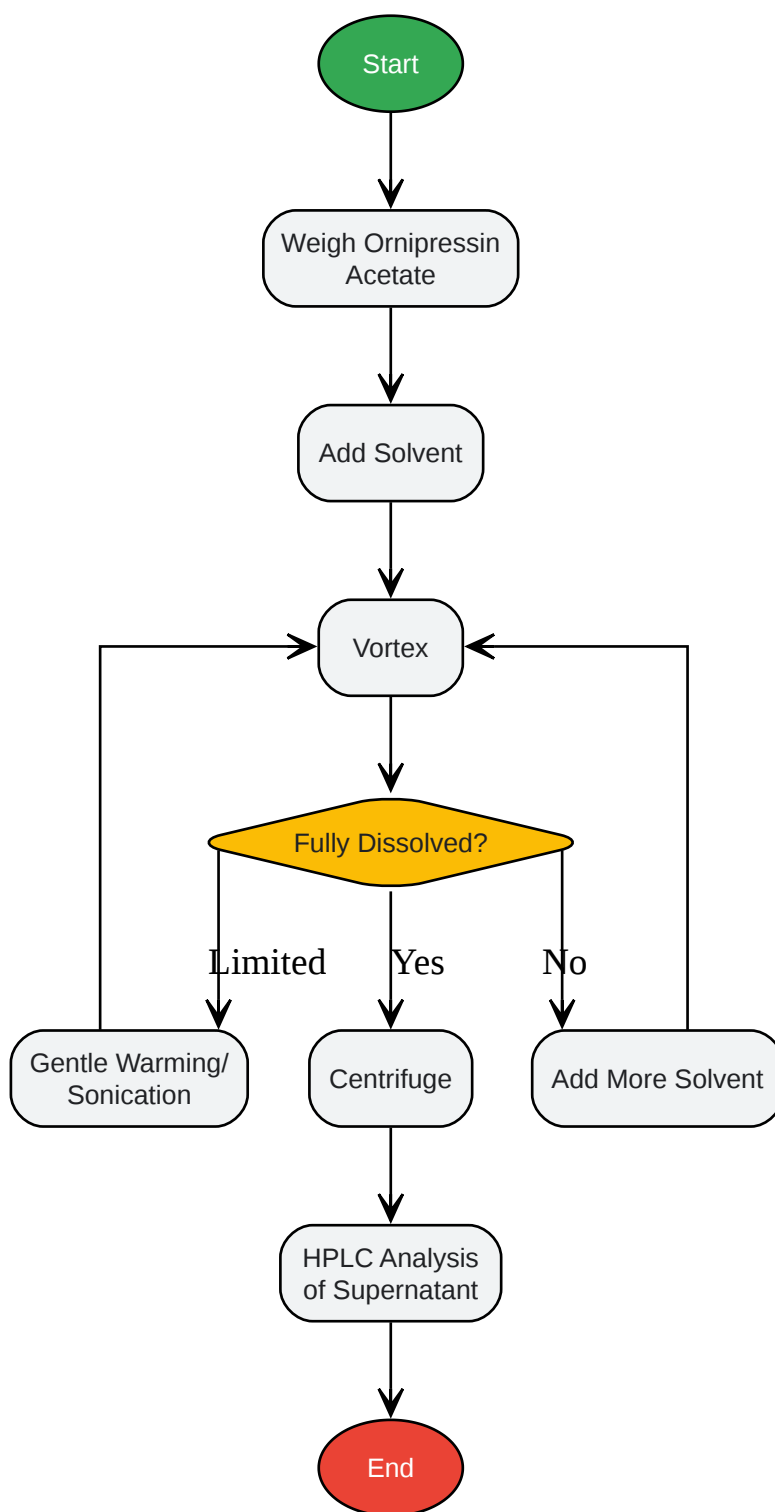 Start
Weigh Ornipressin
Acetate
Add Solvent
Vortex
Fully Dissolved?
Limited
Yes
No
Gentle Warming/
Sonication
Centrifuge
Add More Solvent
HPLC Analysis
of Supernatant
End